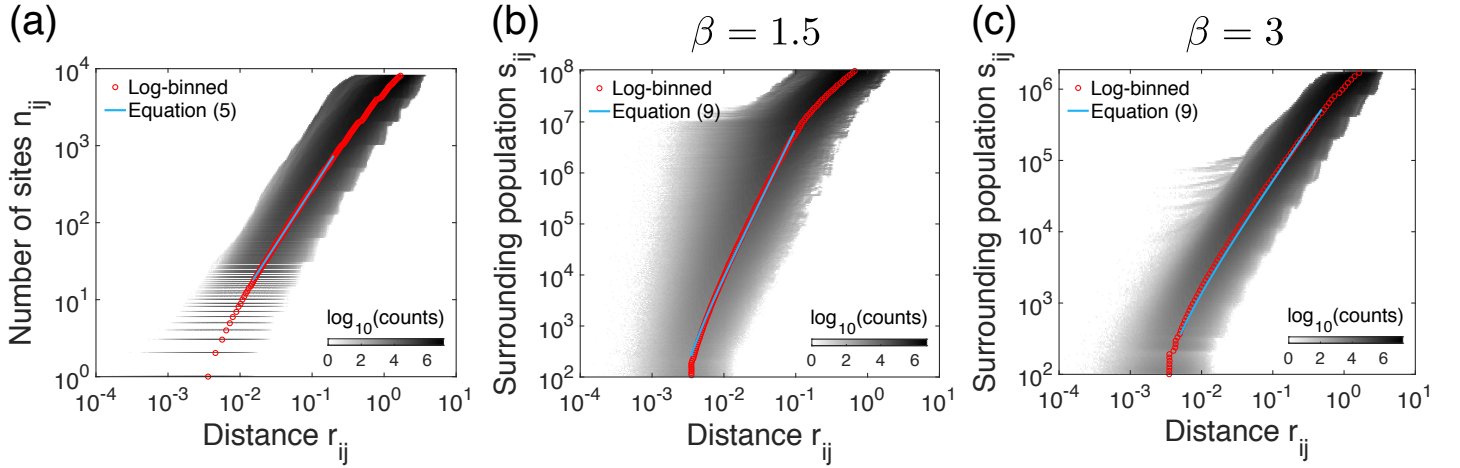 (a)
Number of sites n_ij
10^4
10^3
10^2
10^1
10^0
Log-binned
Equation (5)
log_10(counts)
0 2 4 6
10^-4 10^-3 10^-2 10^-1 10^0 10^1
Distance r_ij
(b)
β = 1.5
Surrounding population s_ij
10^8
10^7
10^6
10^5
10^4
10^3
10^2
Log-binned
Equation (9)
log_10(counts)
0 2 4 6
10^-4 10^-3 10^-2 10^-1 10^0 10^1
Distance r_ij
(c)
β = 3
Surrounding population s_ij
10^6
10^5
10^4
10^3
10^2
Log-binned
Equation (9)
log_10(counts)
0 2 4 6
10^-4 10^-3 10^-2 10^-1 10^0 10^1
Distance r_ij